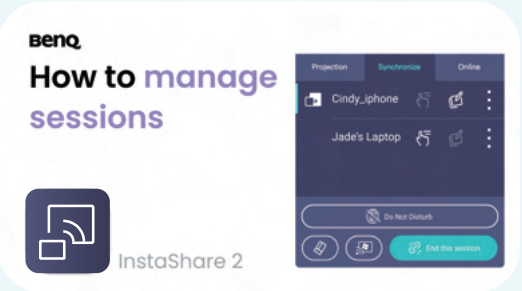 BenQ
How to manage
sessions
InstaShare 2
Projection Synchronize Online
Cindy_iphone
Jade's Laptop
Do Not Disturb
End this session